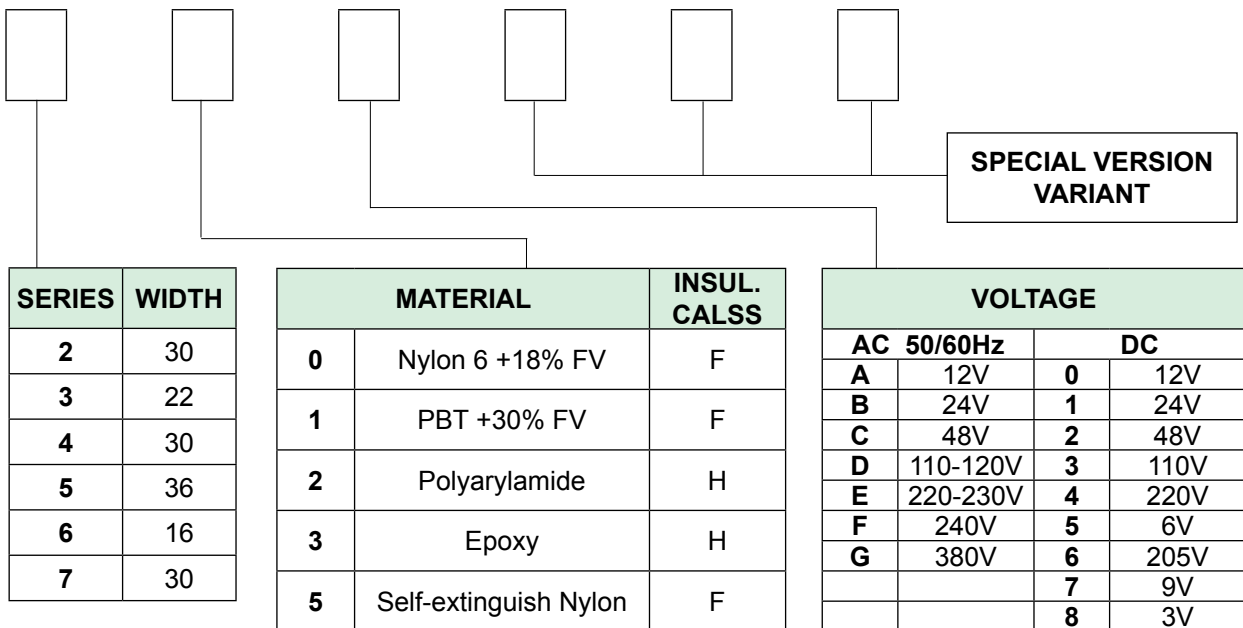 SPECIAL VERSION
VARIANT
SERIES WIDTH
2 30
3 22
4 30
5 36
6 16
7 30
MATERIAL INSUL.
CALSS
0 Nylon 6 +18% FV F
1 PBT +30% FV F
2 Polyarylamide H
3 Epoxy H
5 Self-extinguish Nylon F
VOLTAGE
AC 50/60Hz DC
A 12V 0 12V
B 24V 1 24V
C 48V 2 48V
D 110-120V 3 110V
E 220-230V 4 220V
F 240V 5 6V
G 380V 6 205V
7 9V
8 3V